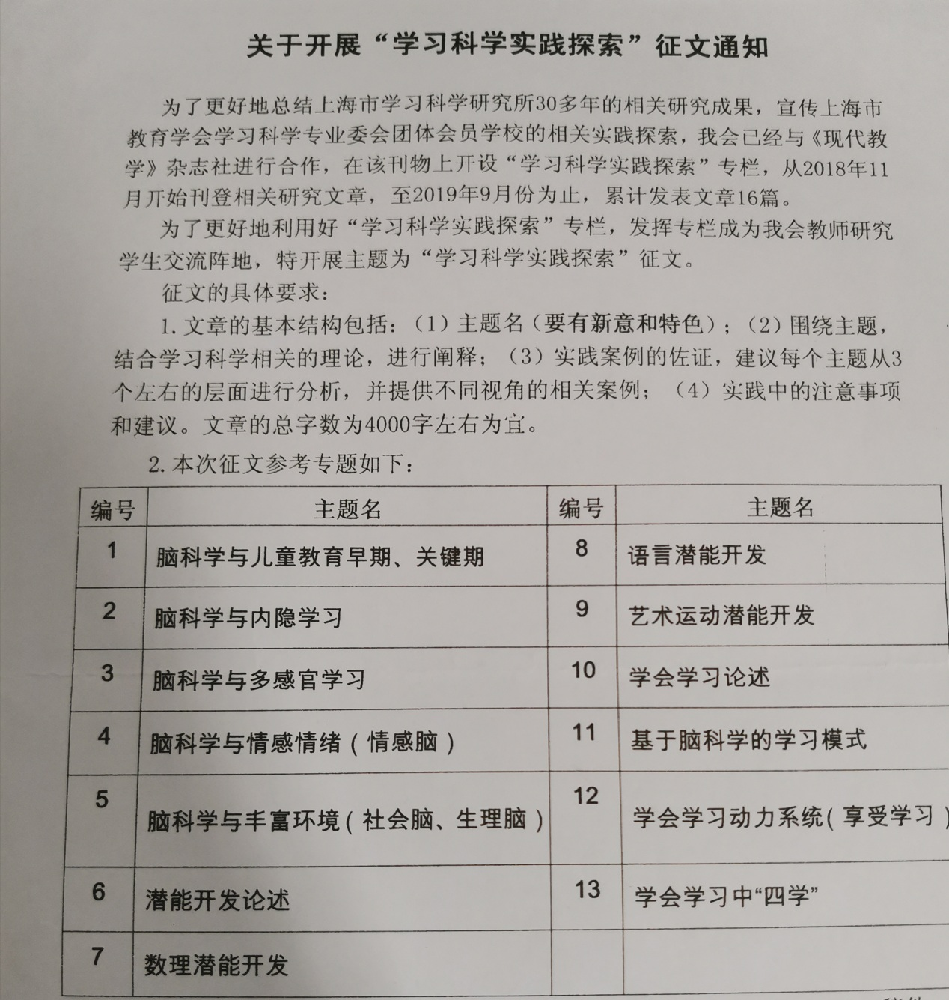 关于开展“学习科学实践探索”征文通知
为了更好地总结上海市学习科学研究所30多年的相关研究成果，宣传上海市
教育学会学习科学专业委会团体会员学校的相关实践探索，我会已经与《现代教
学》杂志社进行合作，在该刊物上开设“学习科学实践探索”专栏，从2018年11
月开始刊登相关研究文章，至2019年9月份为止，累计发表文章16篇。
为了更好地利用好“学习科学实践探索”专栏，发挥专栏成为我会教师研究
学生交流阵地，特开展主题为“学习科学实践探索”征文。
征文的具体要求：
1.文章的基本结构包括：（1）主题名（要有新意和特色）；（2）围绕主题，
结合学习科学相关的理论，进行阐释；（3）实践案例的佐证，建议每个主题从3
个左右的层面进行分析，并提供不同视角的相关案例；（4）实践中的注意事项
和建议。文章的总字数为4000字左右为宜。
2.本次征文参考专题如下：
编号 主题名 编号 主题名
1 脑科学与儿童教育早期、关键期 8 语言潜能开发
2 脑科学与内隐学习 9 艺术运动潜能开发
3 脑科学与多感官学习 10 学会学习论述
4 脑科学与情感情绪（情感脑） 11 基于脑科学的学习模式
5 脑科学与丰富环境（社会脑、生理脑） 12 学会学习动力系统（享受学习）
6 潜能开发论述 13 学会学习中“四学”
7 数理潜能开发